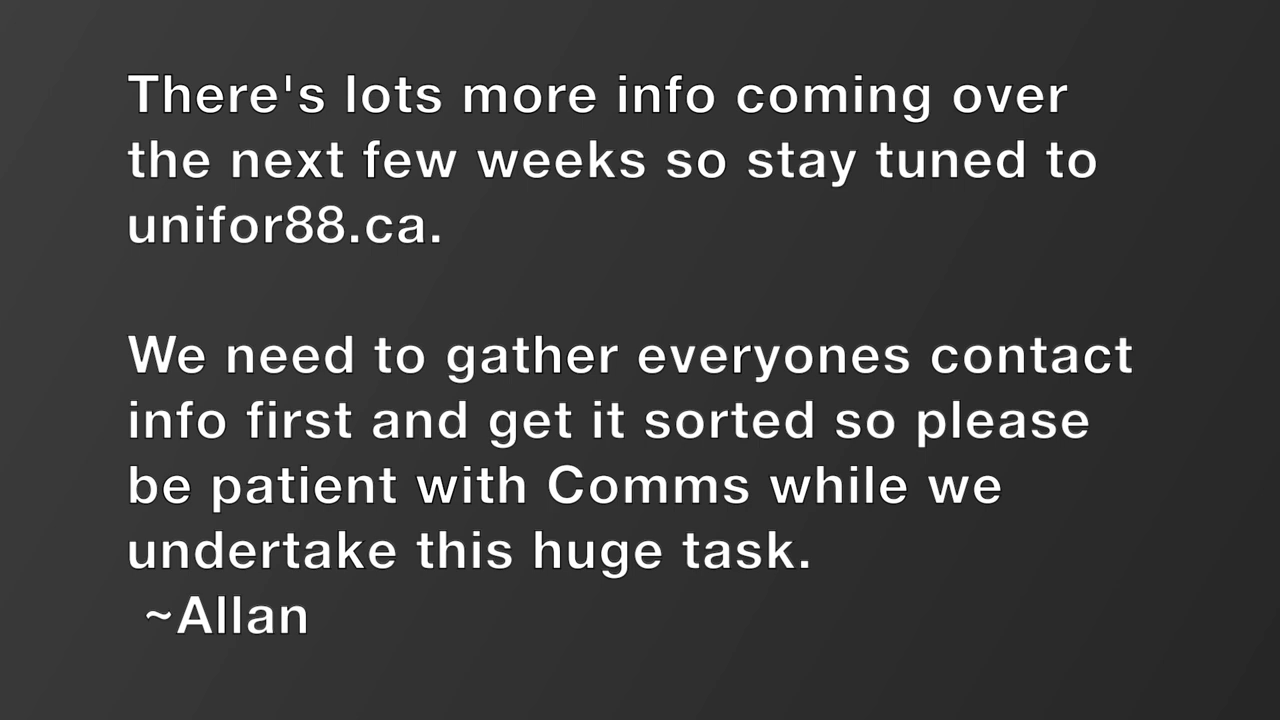 There's lots more info coming over
the next few weeks so stay tuned to
unifor88.ca.
We need to gather everyones contact
info first and get it sorted so please
be patient with Comms while we
undertake this huge task.
~Allan